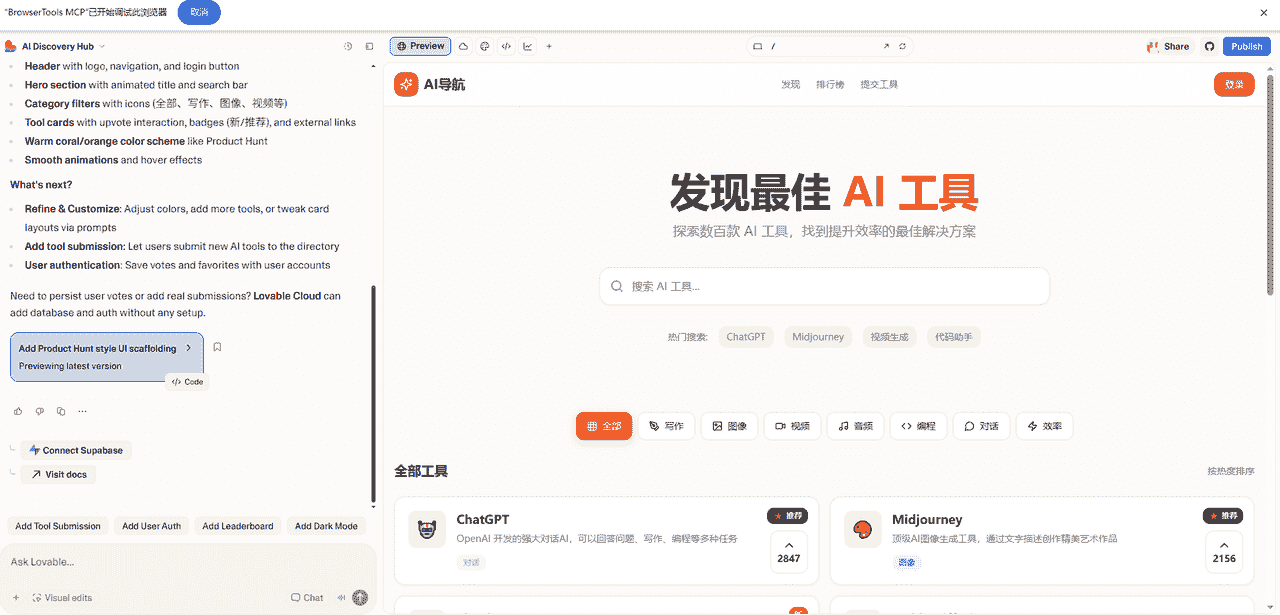 "BrowserTools MCP"已开始调试此浏览器
取消
AI Discovery Hub
Header with logo, navigation, and login button
Hero section with animated title and search bar
Category filters with icons (全部、写作、图像、视频等)
Tool cards with upvote interaction, badges (新/推荐), and external links
Warm coral/orange color scheme like Product Hunt
Smooth animations and hover effects
What's next?
Refine & Customize: Adjust colors, add more tools, or tweak card
layouts via prompts
Add tool submission: Let users submit new AI tools to the directory
User authentication: Save votes and favorites with user accounts
Need to persist user votes or add real submissions? Lovable Cloud can
add database and auth without any setup.
Add Product Hunt style UI scaffolding
Previewing latest version
Code
Connect Supabase
Visit docs
Add Tool Submission
Add User Auth
Add Leaderboard
Add Dark Mode
Ask Lovable...
Visual edits
Chat
Preview
/
Share
Publish
AI导航
发现
排行榜
提交工具
登录
发现最佳 AI 工具
探索数百款 AI 工具，找到提升效率的最佳解决方案
搜索 AI 工具...
热门搜索:
ChatGPT
Midjourney
视频生成
代码助手
全部
写作
图像
视频
音频
编程
对话
效率
全部工具
按热度排序
ChatGPT
推荐
OpenAI 开发的强大对话AI，可以回答问题、写作、编程等多种任务
对话
2847
Midjourney
推荐
顶级AI图像生成工具，通过文字描述创作精美艺术作品
图像
2156